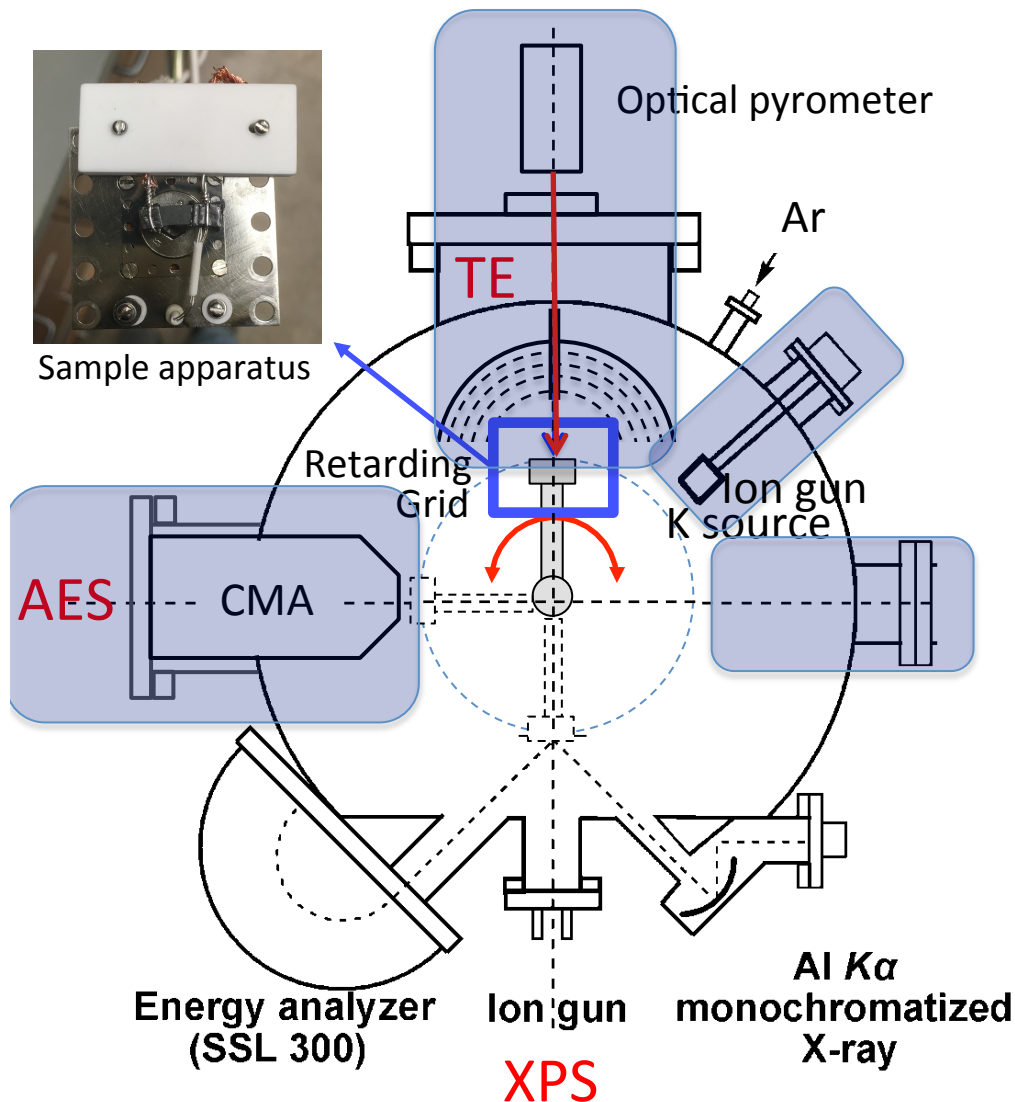 Optical pyrometer
Ar
TE
Sample apparatus
Retarding
Grid
Ion gun
K source
AES
CMA
Energy analyzer
(SSL 300)
Ion gun
Al Kα
monochromatized
X-ray
XPS